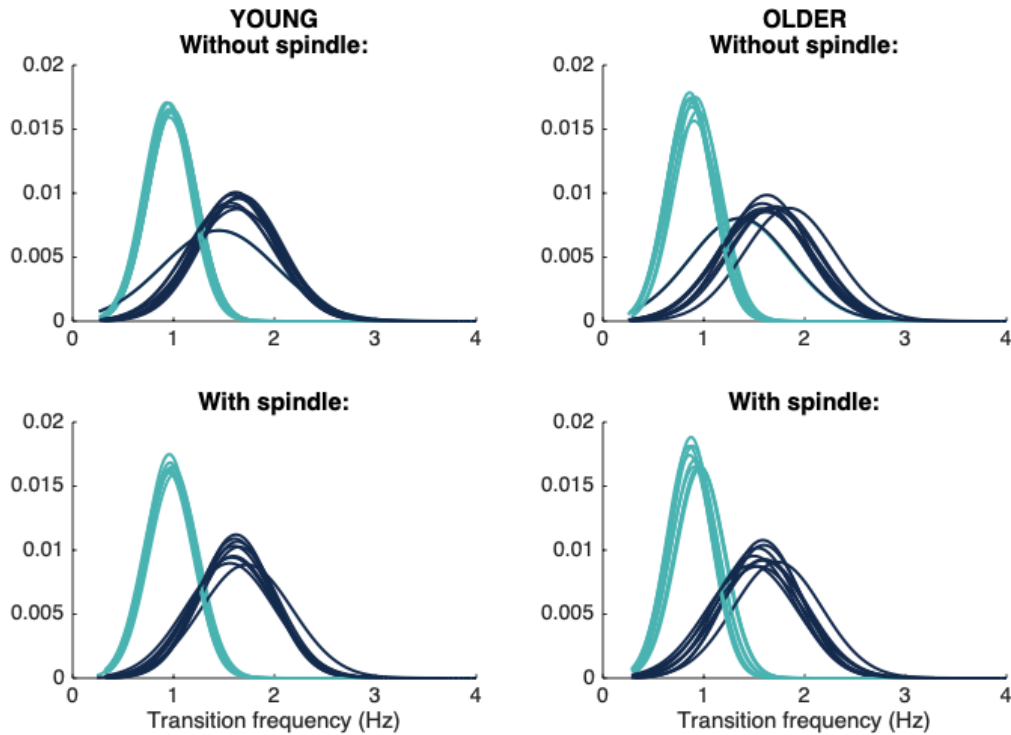 YOUNG
Without spindle:
0.02
0.015
0.01
0.005
0
0 1 2 3 4
OLDER
Without spindle:
0.02
0.015
0.01
0.005
0
0 1 2 3 4
With spindle:
0.02
0.015
0.01
0.005
0
0 1 2 3 4
Transition frequency (Hz)
With spindle:
0.02
0.015
0.01
0.005
0
0 1 2 3 4
Transition frequency (Hz)